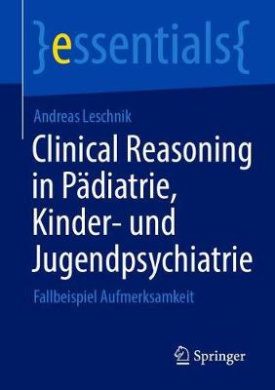 }essentials{
Andreas Leschnik
Clinical Reasoning
in Pädiatrie,
Kinder- und
Jugendpsychiatrie
Fallbeispiel Aufmerksamkeit
Springer